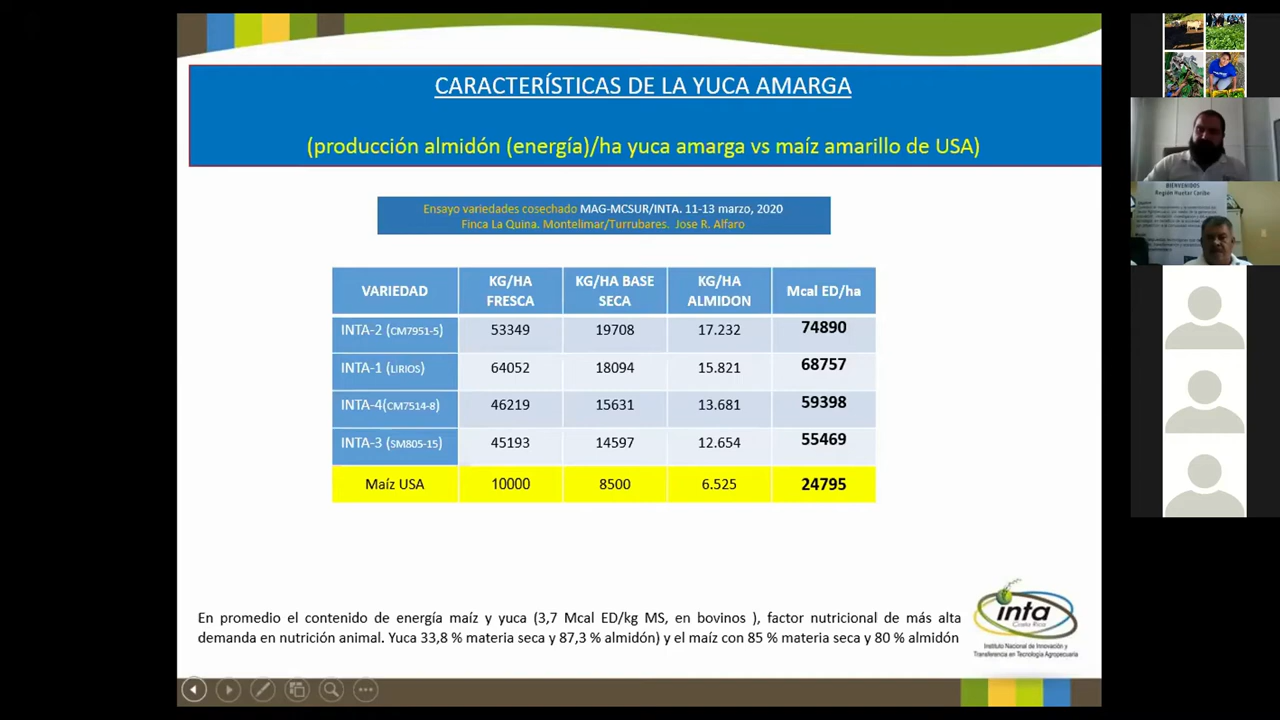 CARACTERÍSTICAS DE LA YUCA AMARGA
(producción almidón (energía)/ha yuca amarga vs maíz amarillo de USA)
Ensayo variedades cosechado MAG-MCSUR/INTA. 11-13 marzo, 2020
Finca La Quina. Montelimar/Turrubares. Jose R. Alfaro
VARIEDAD KG/HA FRESCA KG/HA BASE SECA KG/HA ALMIDON Mcal ED/ha
INTA-2 (CM7951-5) 53349 19708 17.232 74890
INTA-1 (LIRIOS) 64052 18094 15.821 68757
INTA-4(CM7514-8) 46219 15631 13.681 59398
INTA-3 (SM805-15) 45193 14597 12.654 55469
Maíz USA 10000 8500 6.525 24795
En promedio el contenido de energía maíz y yuca (3,7 Mcal ED/kg MS, en bovinos ), factor nutricional de más alta
demanda en nutrición animal. Yuca 33,8 % materia seca y 87,3 % almidón) y el maíz con 85 % materia seca y 80 % almidón
inta
Costa Rica
Instituto Nacional de Innovación y
Transferencia en Tecnología Agropecuaria
BIENVENIDOS
Región Huetar Caribe